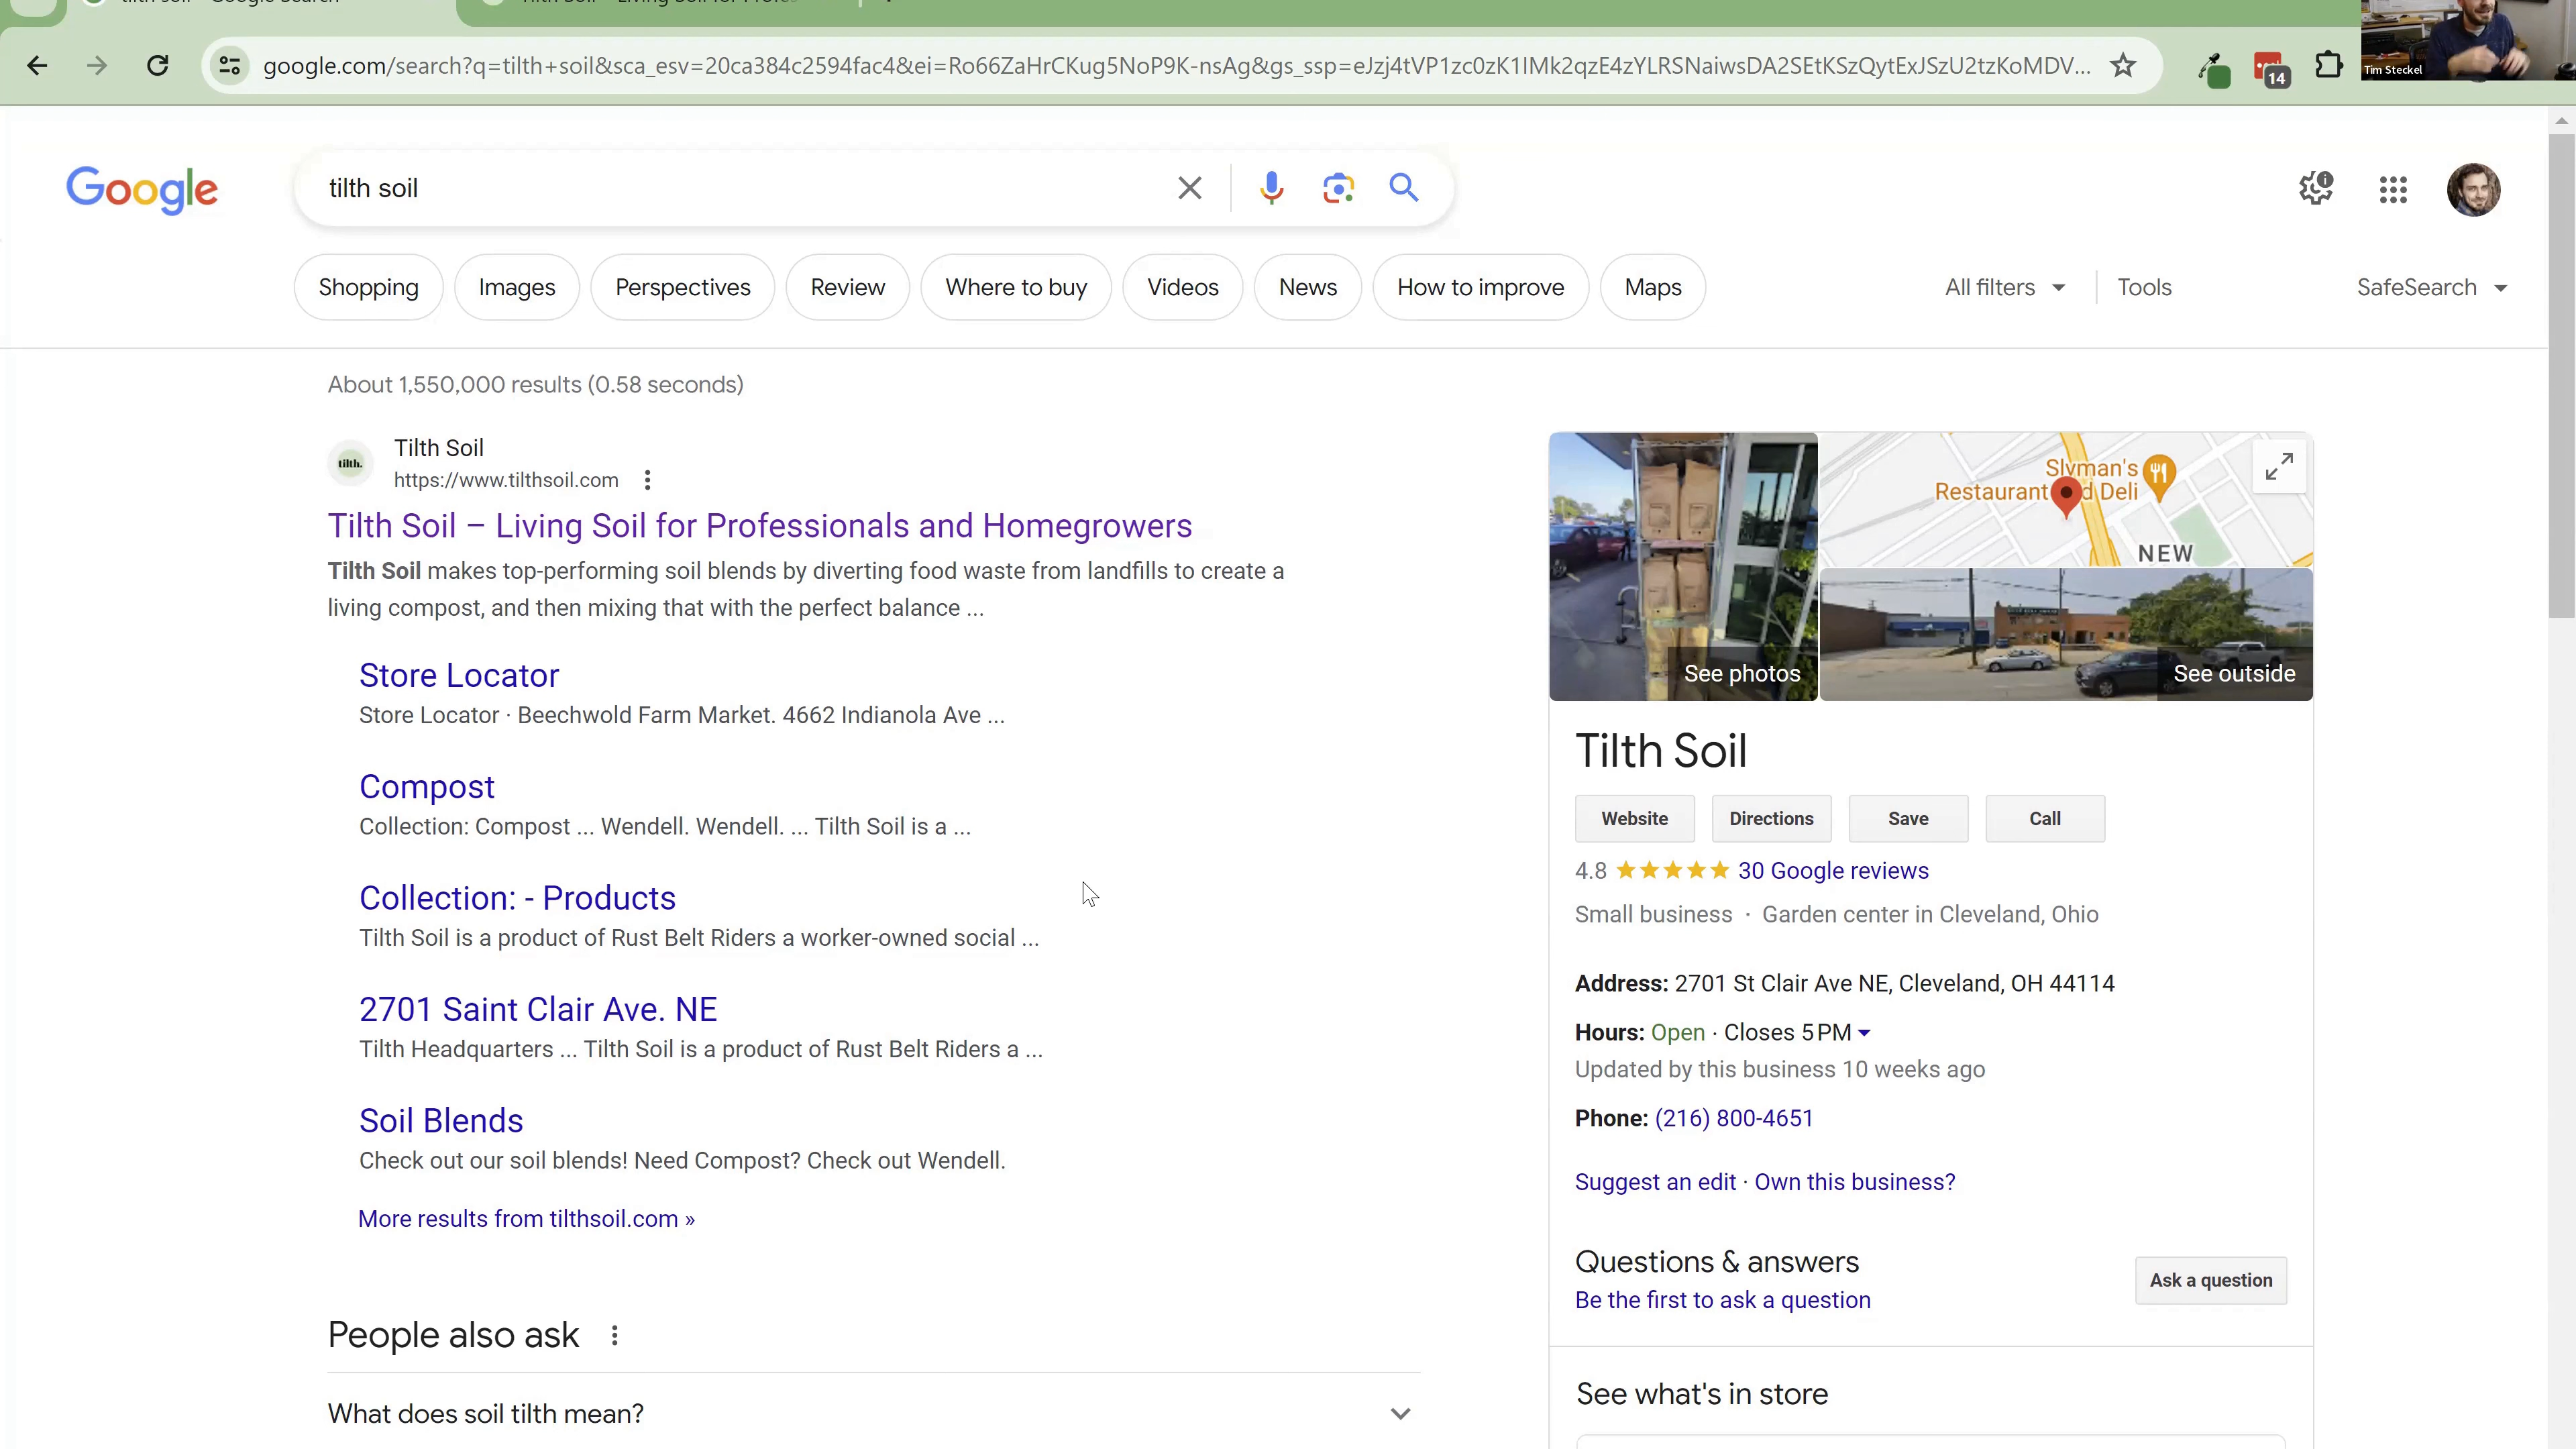 google.com/search?q=tilth+soil&sca_esv=20ca384c2594fac4&ei=Ro66ZaHrCKug5NoP9K-nsAg&gs_ssp=eJzj4tVP1zc0zK1IMk2qzE4zYLRSNaiwsDA2SEtKSzQytExJSzU2tzKoMDV...
14
Tim Steckel
Google
tilth soil
Shopping
Images
Perspectives
Review
Where to buy
Videos
News
How to improve
Maps
All filters
Tools
SafeSearch
About 1,550,000 results (0.58 seconds)
tilth.
Tilth Soil
https://www.tilthsoil.com
Tilth Soil – Living Soil for Professionals and Homegrowers
Tilth Soil makes top-performing soil blends by diverting food waste from landfills to create a
living compost, and then mixing that with the perfect balance ...
Store Locator
Store Locator · Beechwold Farm Market. 4662 Indianola Ave ...
Compost
Collection: Compost ... Wendell. Wendell. ... Tilth Soil is a ...
Collection: - Products
Tilth Soil is a product of Rust Belt Riders a worker-owned social ...
2701 Saint Clair Ave. NE
Tilth Headquarters ... Tilth Soil is a product of Rust Belt Riders a ...
Soil Blends
Check out our soil blends! Need Compost? Check out Wendell.
More results from tilthsoil.com »
People also ask
What does soil tilth mean?
See photos
Slyman's
Restaurant d Deli
NEW
See outside
Tilth Soil
Website
Directions
Save
Call
4.8
30 Google reviews
Small business · Garden center in Cleveland, Ohio
Address: 2701 St Clair Ave NE, Cleveland, OH 44114
Hours: Open · Closes 5 PM
Updated by this business 10 weeks ago
Phone: (216) 800-4651
Suggest an edit · Own this business?
Questions & answers
Be the first to ask a question
Ask a question
See what's in store